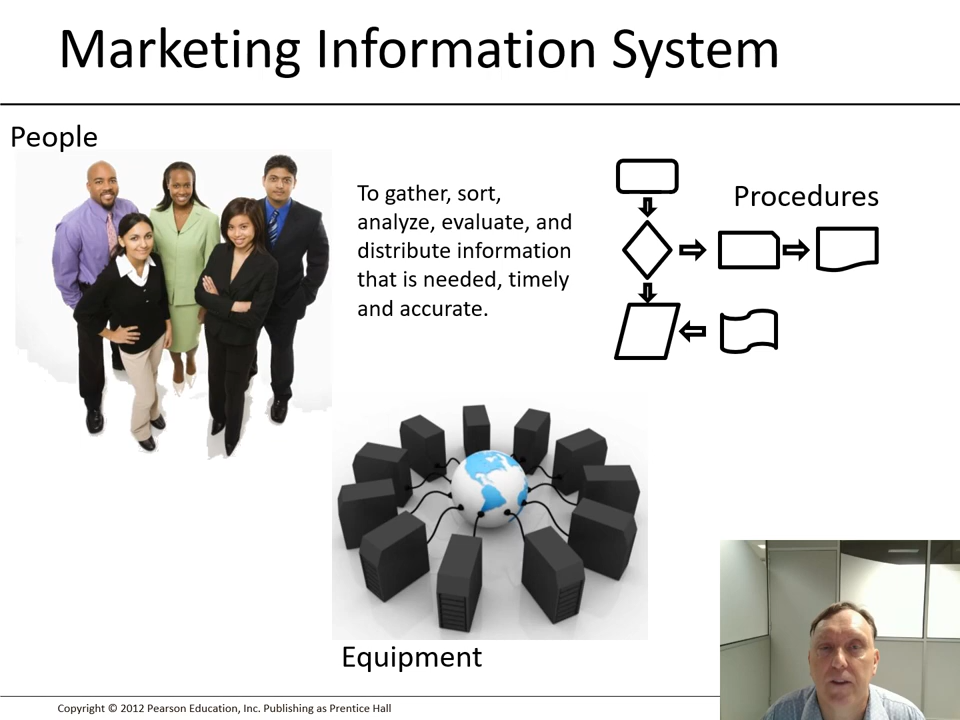 Marketing Information System
People
To gather, sort,
analyze, evaluate, and
distribute information
that is needed, timely
and accurate.
Procedures
Equipment
Copyright © 2012 Pearson Education, Inc. Publishing as Prentice Hall